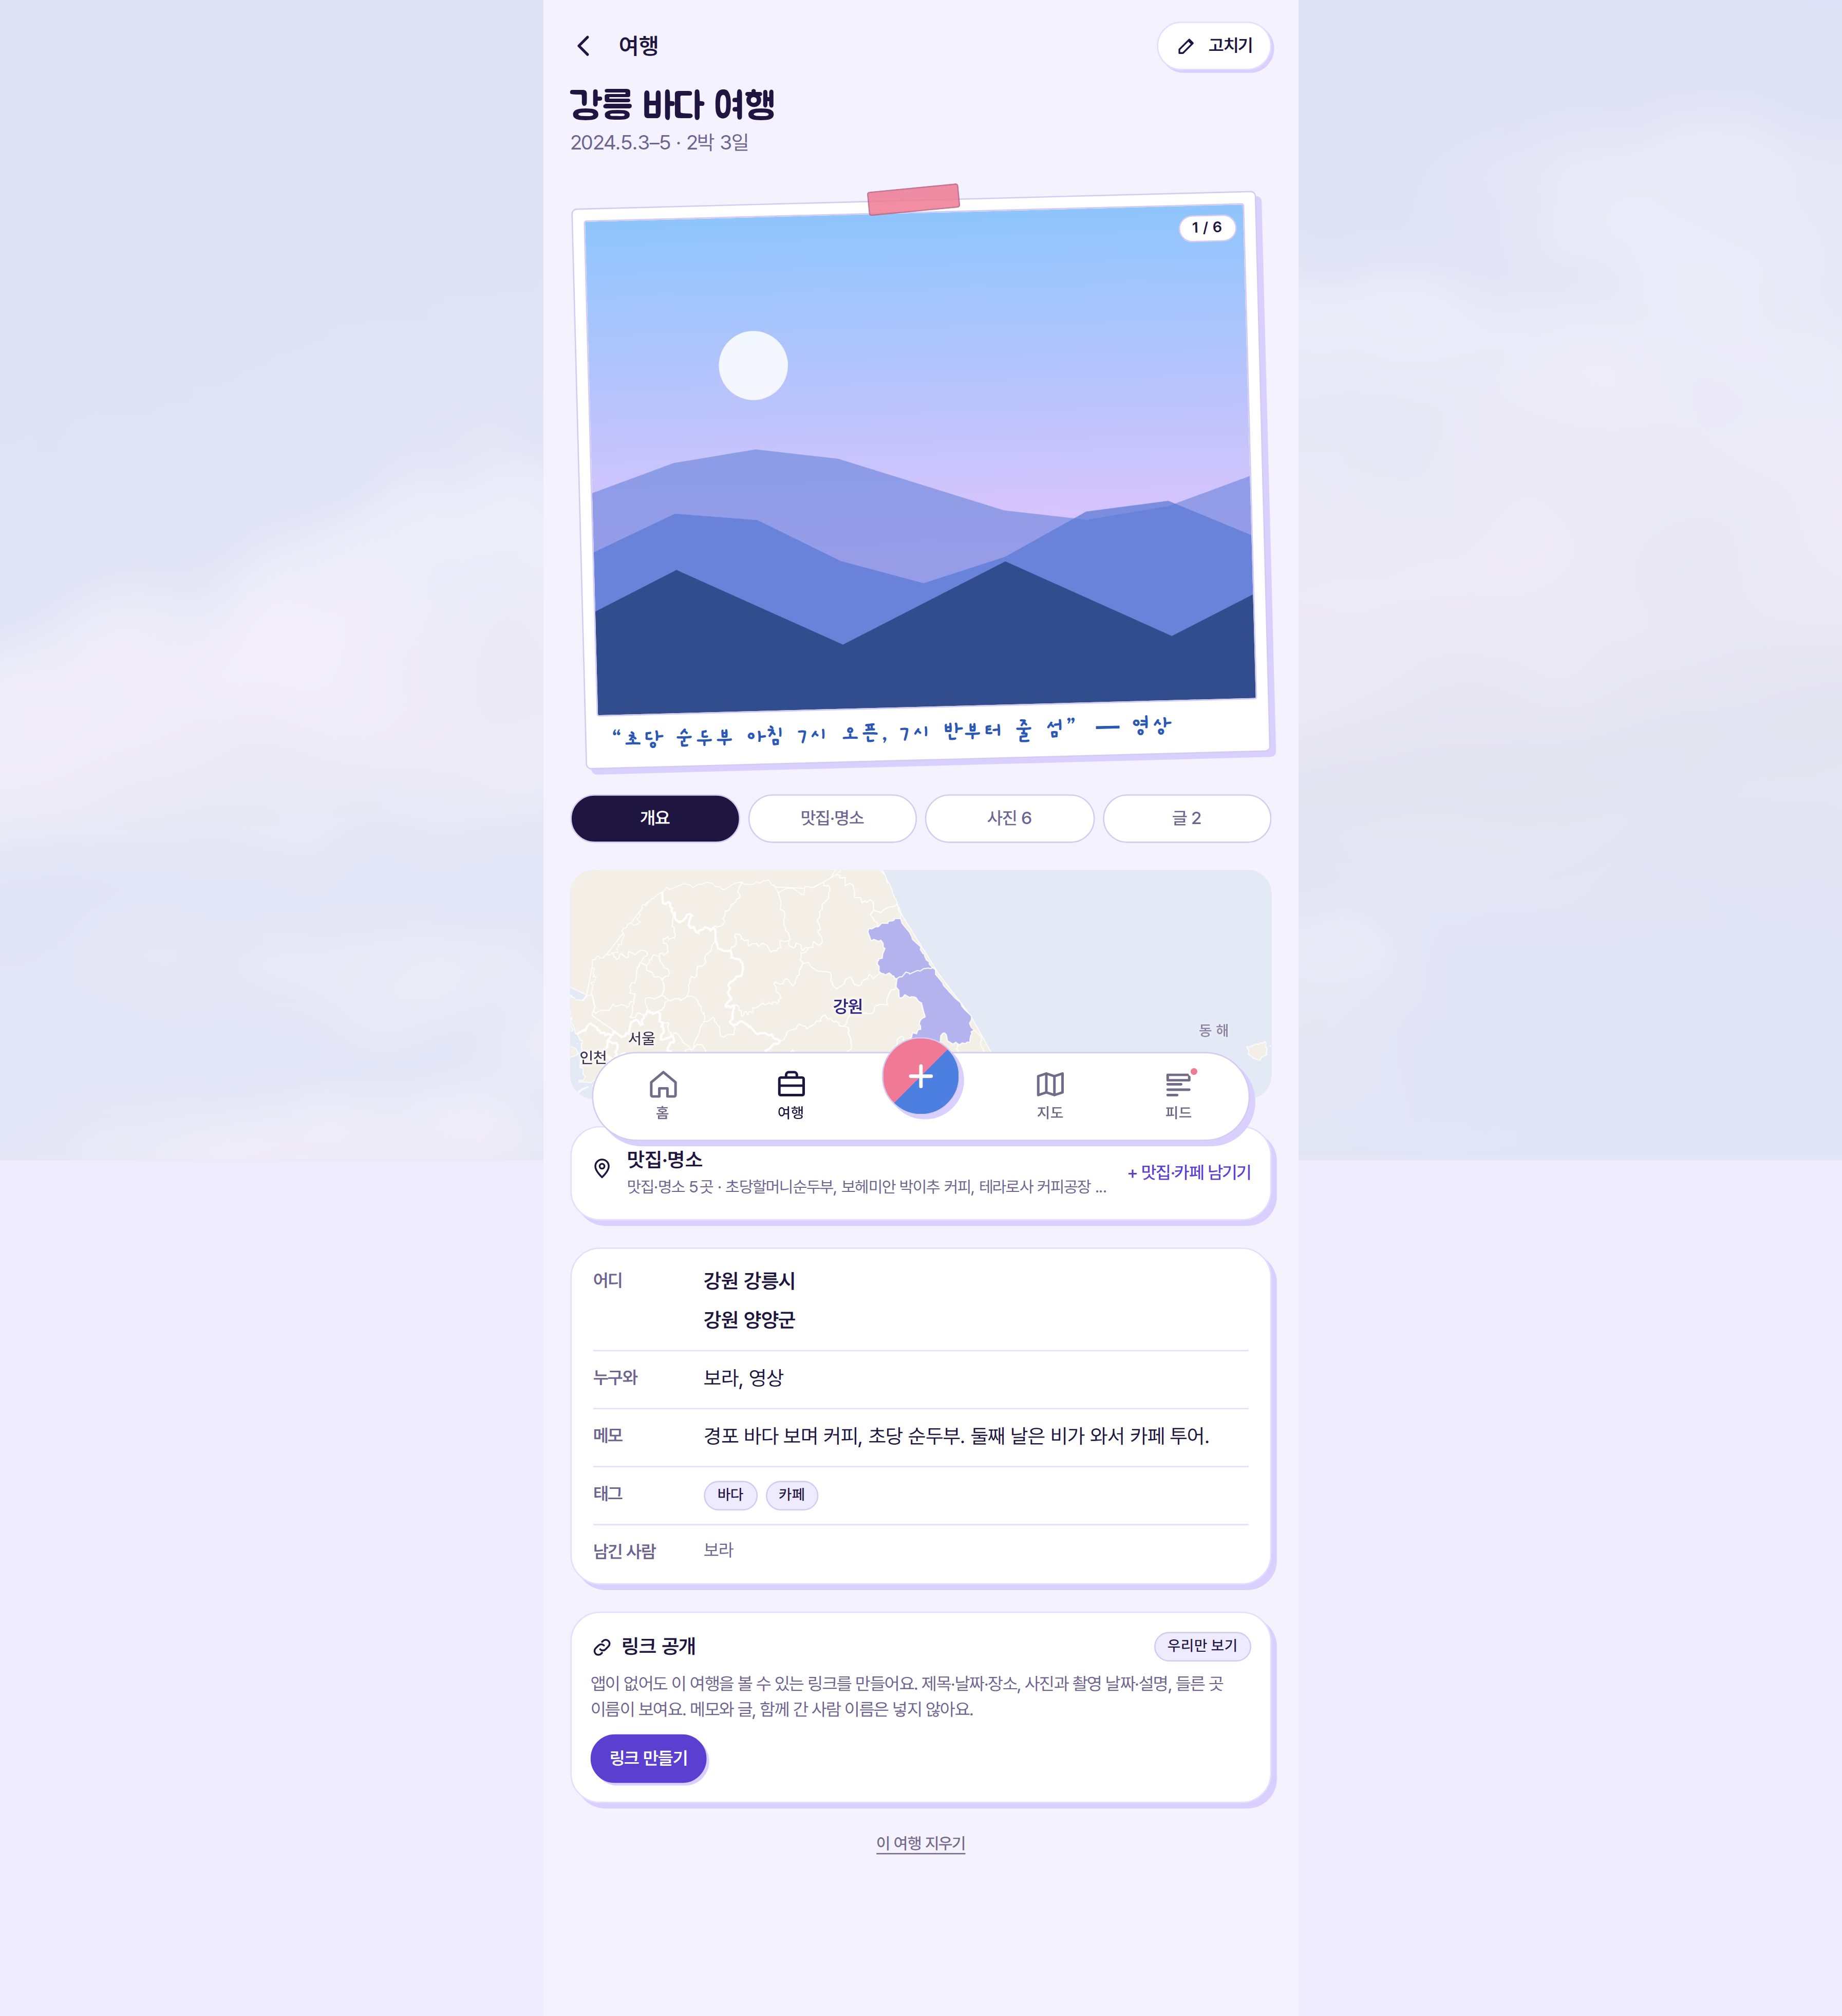 여행
고치기
강릉 바다 여행
2024.5.3–5 · 2박 3일
1 / 6
“초당 순두부 아침 7시 오픈, 7시 반부터 줄 섬” — 영상
개요
맛집·명소
사진 6
글 2
강원
서울
인천
동 해
홈
여행
지도
피드
맛집·명소
맛집·명소 5곳 · 초당할머니순두부, 보헤미안 박이추 커피, 테라로사 커피공장 ...
+ 맛집·카페 남기기
어디
강원 강릉시
강원 양양군
누구와
보라, 영상
메모
경포 바다 보며 커피, 초당 순두부. 둘째 날은 비가 와서 카페 투어.
태그
바다
카페
남긴 사람
보라
링크 공개
우리만 보기
앱이 없어도 이 여행을 볼 수 있는 링크를 만들어요. 제목·날짜·장소, 사진과 촬영 날짜·설명, 들른 곳
이름이 보여요. 메모와 글, 함께 간 사람 이름은 넣지 않아요.
링크 만들기
이 여행 지우기